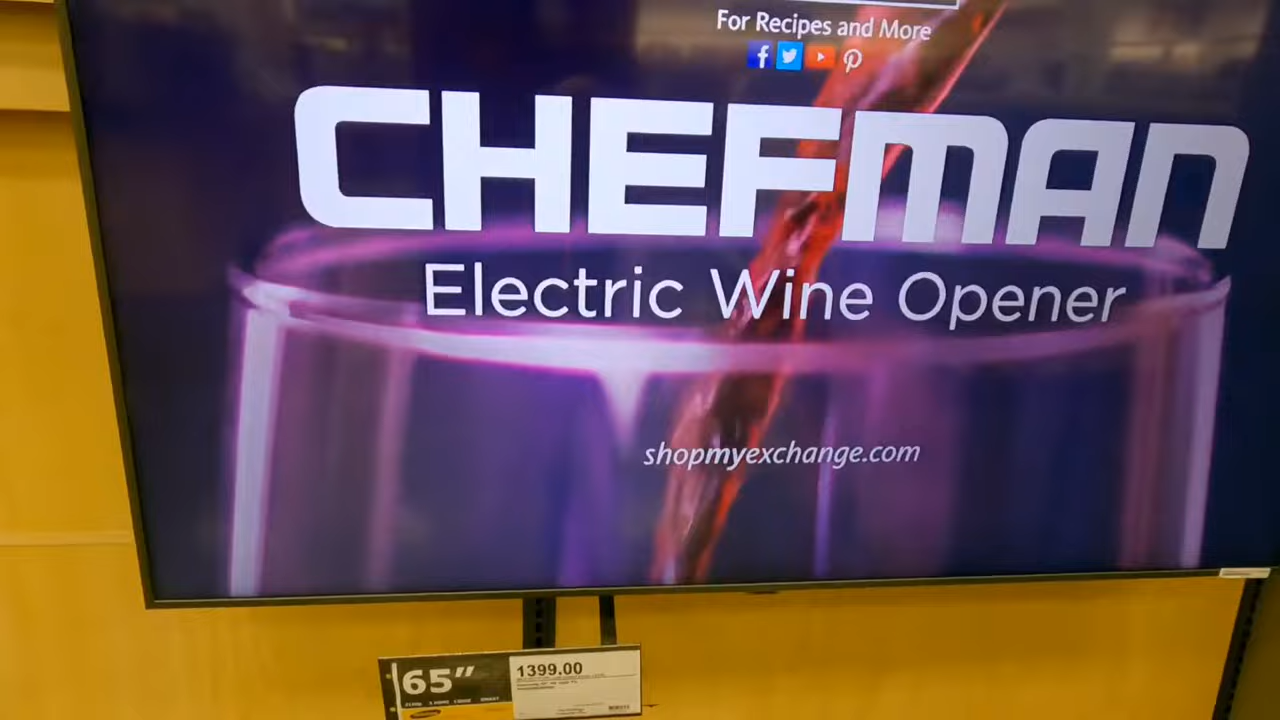 For Recipes and More
CHEFMAN
Electric Wine Opener
shopmyexchange.com
65”
1399.00